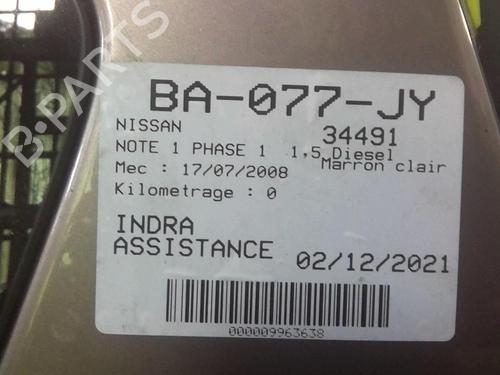 BA-077-JY
NISSAN 34491
NOTE 1 PHASE 1 1,5 Diesel
Mec : 17/07/2008 Marron clair
Kilometrage : 0
INDRA
ASSISTANCE 02/12/2021
000009963638
B-PARTS